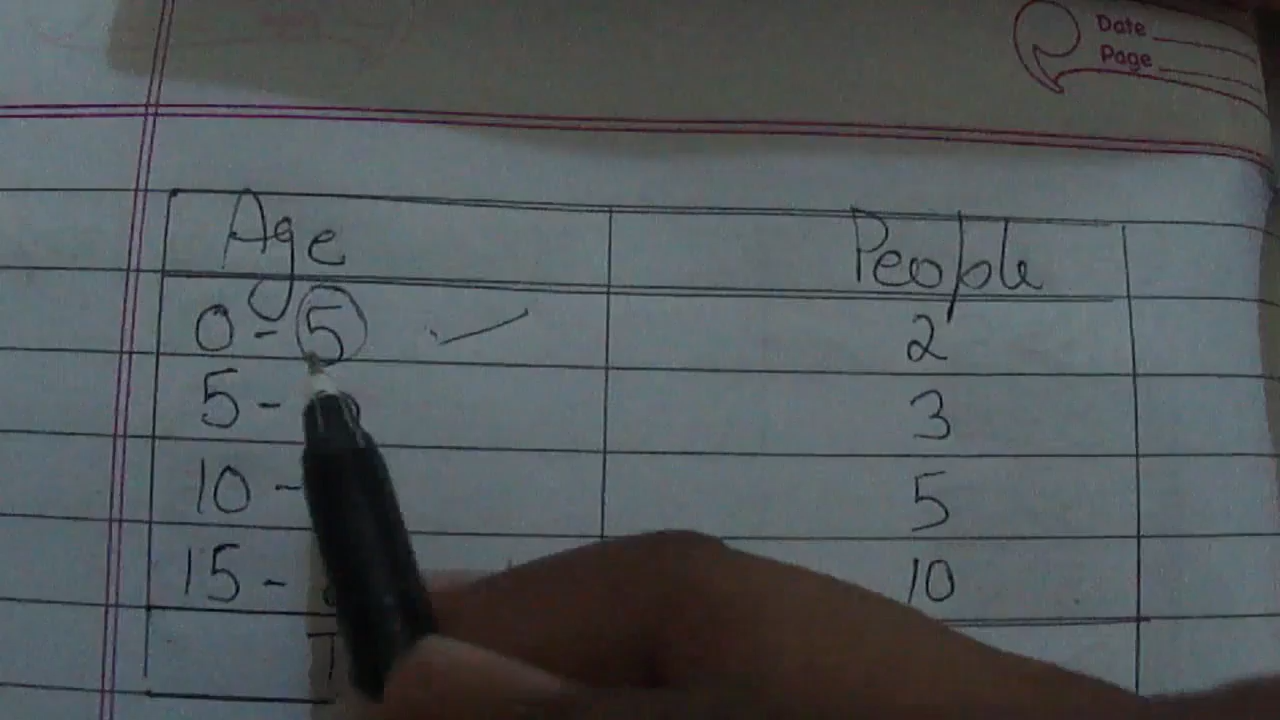 Date
Page
Age People
0-5 ✓ 2
5- 3
10- 5
15- 10
T